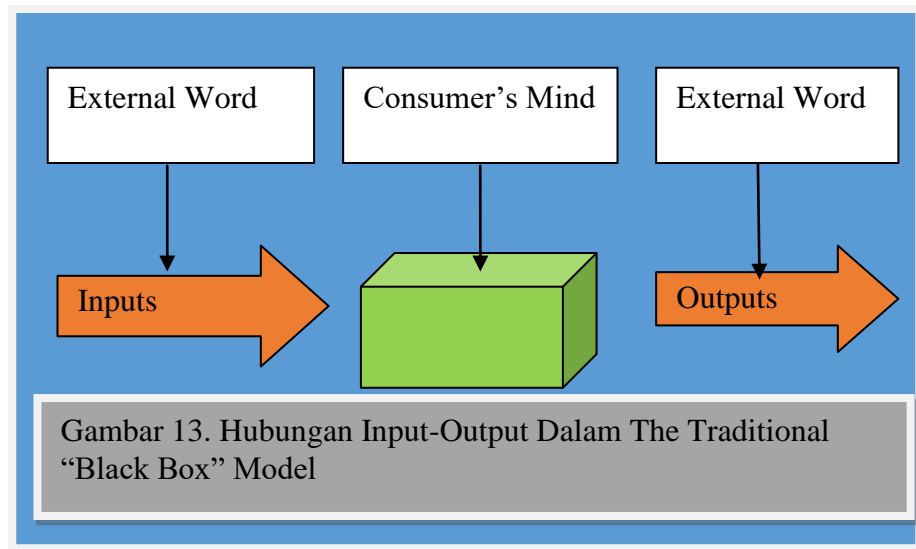 External Word
Consumer's Mind
External Word
Inputs
Outputs
Gambar 13. Hubungan Input-Output Dalam The Traditional
“Black Box” Model